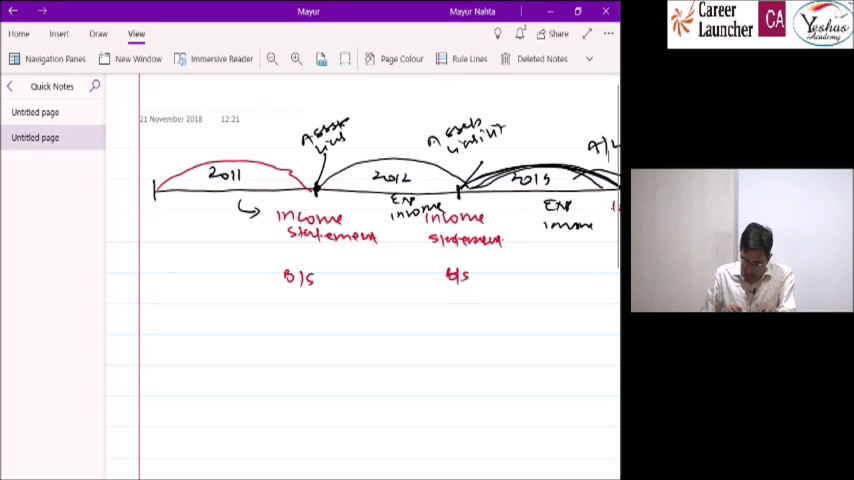 Mayur
Mayur Nahta
Home
Insert
Draw
View
Share
Navigation Panes
New Window
Immersive Reader
Page Colour
Rule Lines
Deleted Notes
Quick Notes
Untitled page
Untitled page
21 November 2018
12:21
Assets
Assets
2011
2012
2013
Exp
income
Exp
income
Income
statement
Income
statement
B/S
B/S
Career
Launcher
CA
Yeshas
Academy